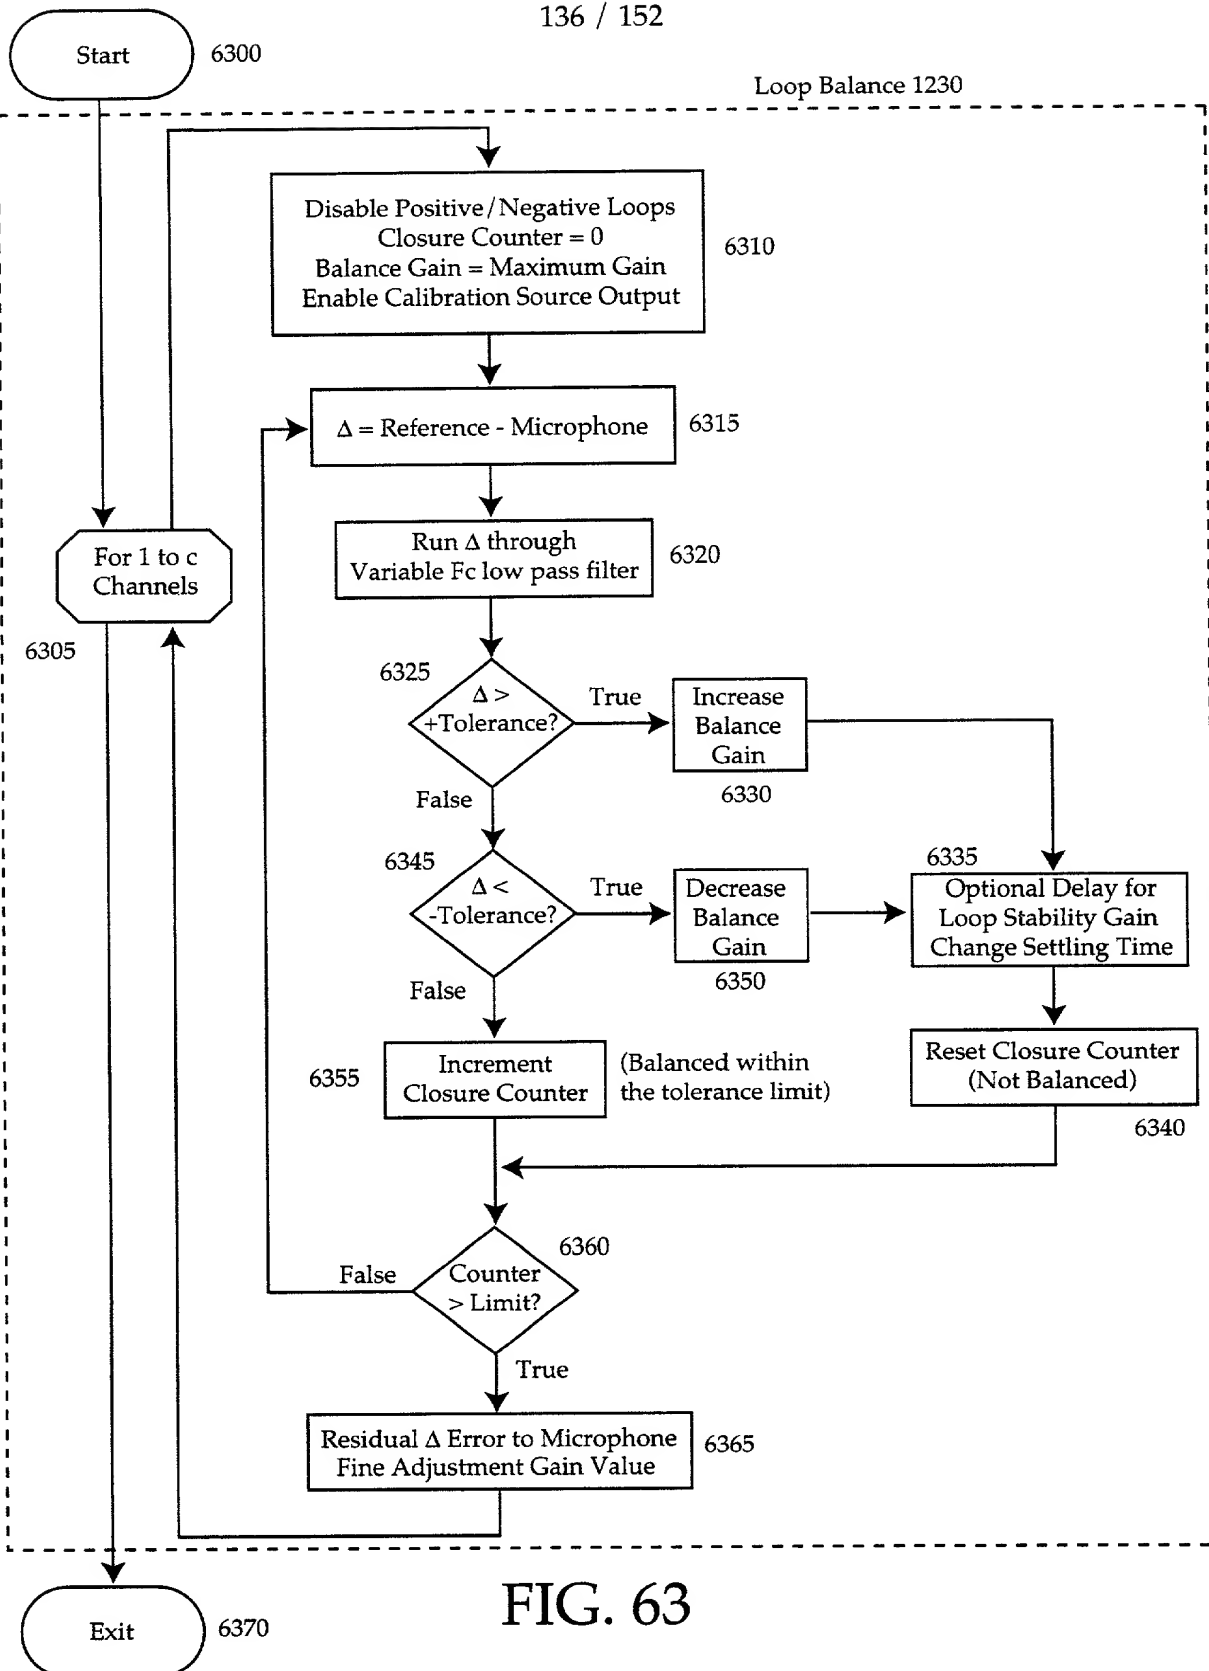 136 / 152
Start
6300
Loop Balance 1230
Disable Positive/Negative Loops
Closure Counter = 0
Balance Gain = Maximum Gain
Enable Calibration Source Output
6310
Δ = Reference - Microphone
6315
Run Δ through
Variable Fc low pass filter
6320
For 1 to c
Channels
6305
6325
Δ >
+Tolerance?
True
Increase
Balance
Gain
6330
False
6345
Δ <
-Tolerance?
True
Decrease
Balance
Gain
6350
6335
Optional Delay for
Loop Stability Gain
Change Settling Time
False
6355
Increment
Closure Counter
(Balanced within
the tolerance limit)
Reset Closure Counter
(Not Balanced)
6340
6360
Counter
> Limit?
False
True
Residual Δ Error to Microphone
Fine Adjustment Gain Value
6365
Exit
6370
FIG. 63